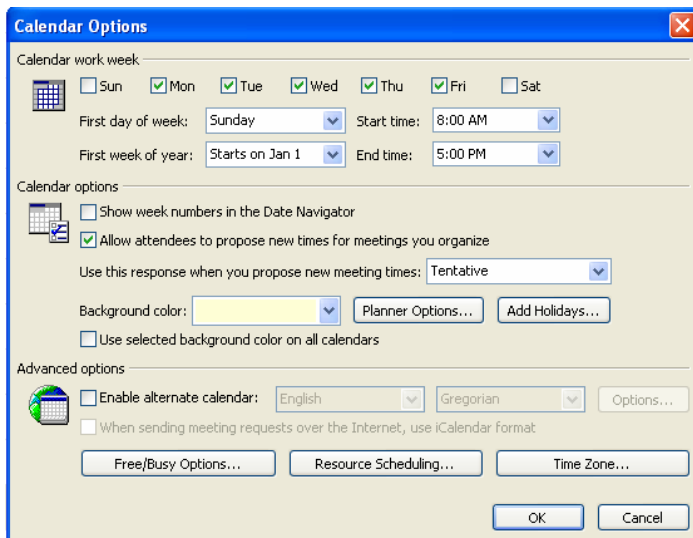 Calendar Options
Calendar work week
Sun Mon Tue Wed Thu Fri Sat
First day of week: Sunday Start time: 8:00 AM
First week of year: Starts on Jan 1 End time: 5:00 PM
Calendar options
Show week numbers in the Date Navigator
Allow attendees to propose new times for meetings you organize
Use this response when you propose new meeting times: Tentative
Background color: Planner Options... Add Holidays...
Use selected background color on all calendars
Advanced options
Enable alternate calendar: English Gregorian Options...
When sending meeting requests over the Internet, use iCalendar format
Free/Busy Options... Resource Scheduling... Time Zone...
OK Cancel